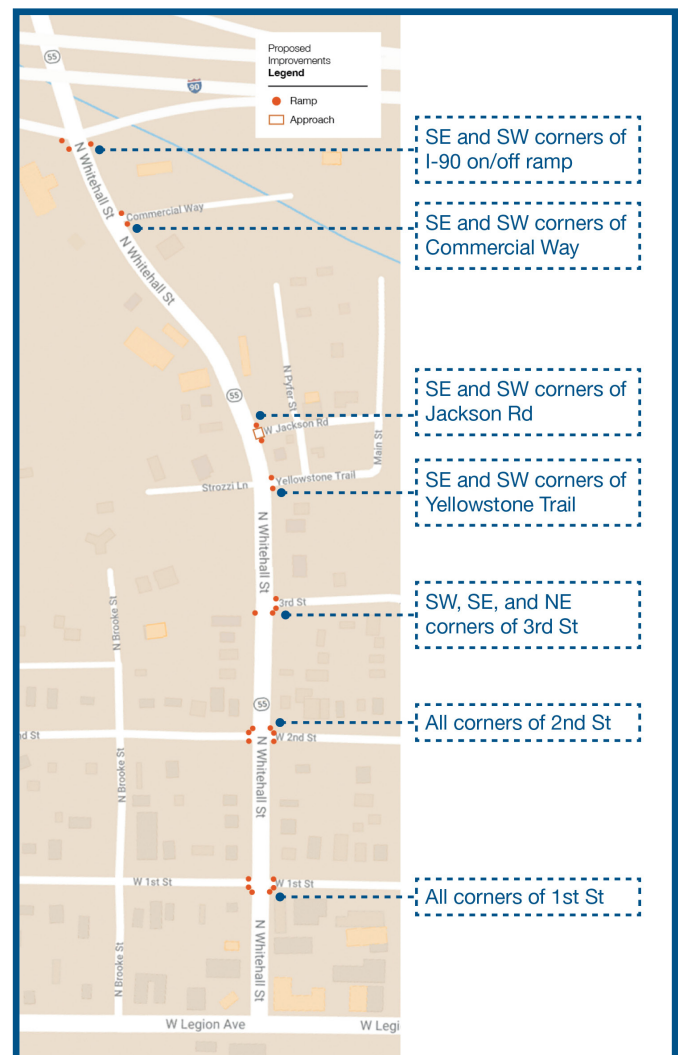 Proposed
Improvements
Legend
Ramp
Approach
55
90
N Whitehall St
SE and SW corners of
I-90 on/off ramp
Commercial Way
SE and SW corners of
Commercial Way
N Whitehall St
N Pyfer St
55
W Jackson Rd
SE and SW corners of
Jackson Rd
Main St
Yellowstone Trail
Strozzi Ln
SE and SW corners of
Yellowstone Trail
N Whitehall St
N Brooke St
3rd St
SW, SE, and NE
corners of 3rd St
55
nd St
W 2nd St
All corners of 2nd St
N Brooke St
N Whitehall St
W 1st St
W 1st St
All corners of 1st St
N Brooke St
N Whitehall St
W Legion Ave
W Legi